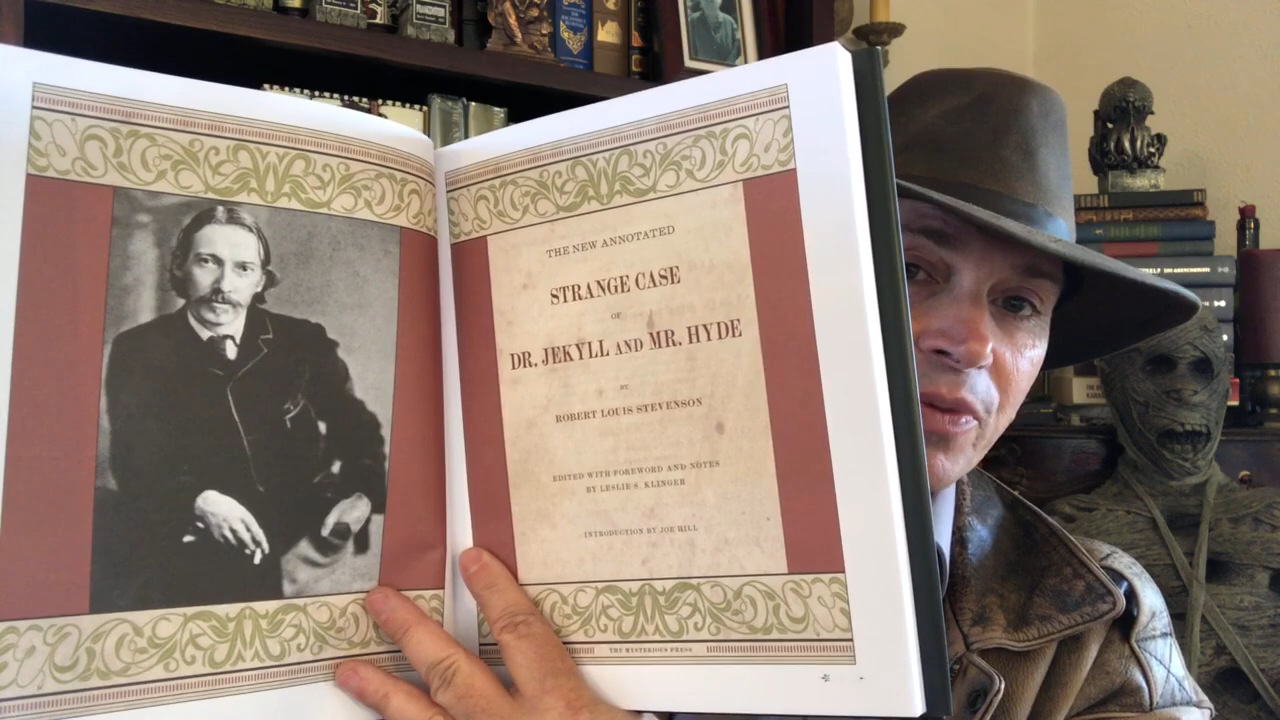 THE NEW ANNOTATED
STRANGE CASE
OF
DR. JEKYLL AND MR. HYDE
BY
ROBERT LOUIS STEVENSON
EDITED WITH FOREWORD AND NOTES
BY LESLIE S. KLINGER
INTRODUCTION BY JOE HILL
THE MYSTERIOUS PRESS